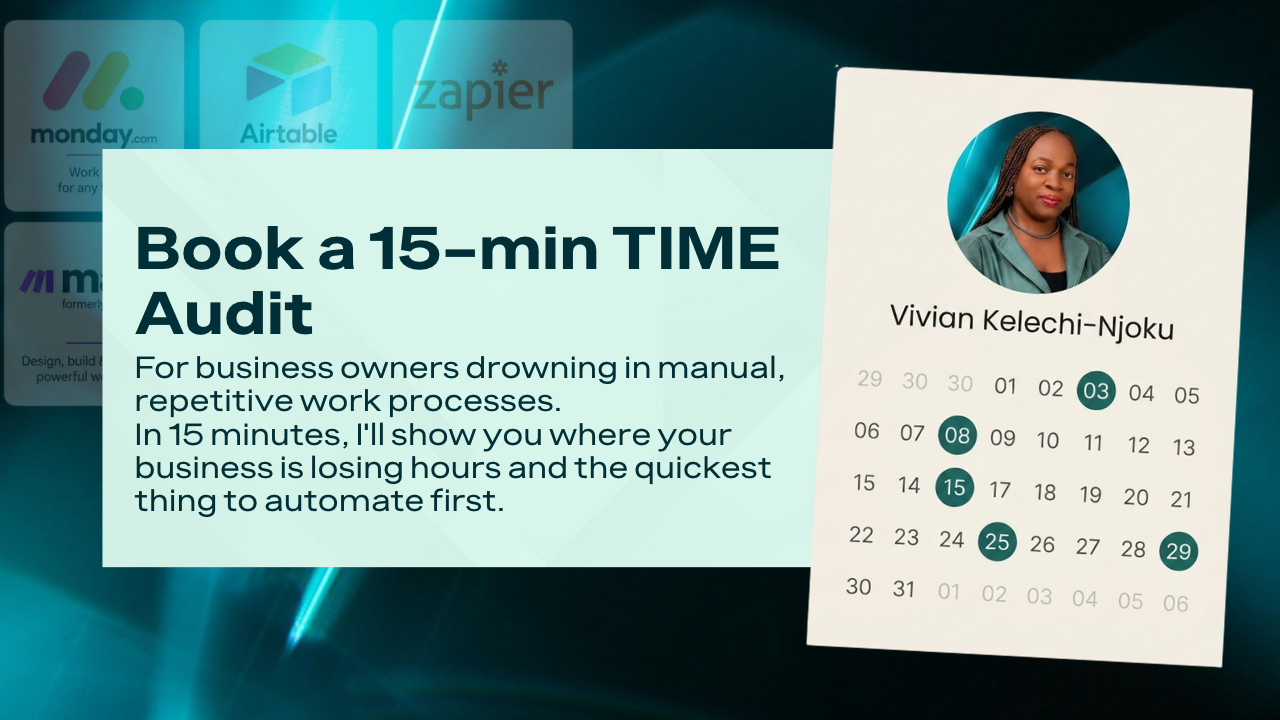 monday.com
Airtable
zapier
Work
for any
formerly
Design, build &
powerful
Book a 15-min TIME
Audit
For business owners drowning in manual,
repetitive work processes.
In 15 minutes, I'll show you where your
business is losing hours and the quickest
thing to automate first.
Vivian Kelechi-Njoku
29 30 30 01 02 03 04 05
06 07 08 09 10 11 12 13
15 14 15 17 18 19 20 21
22 23 24 25 26 27 28 29
30 31 01 02 03 04 05 06